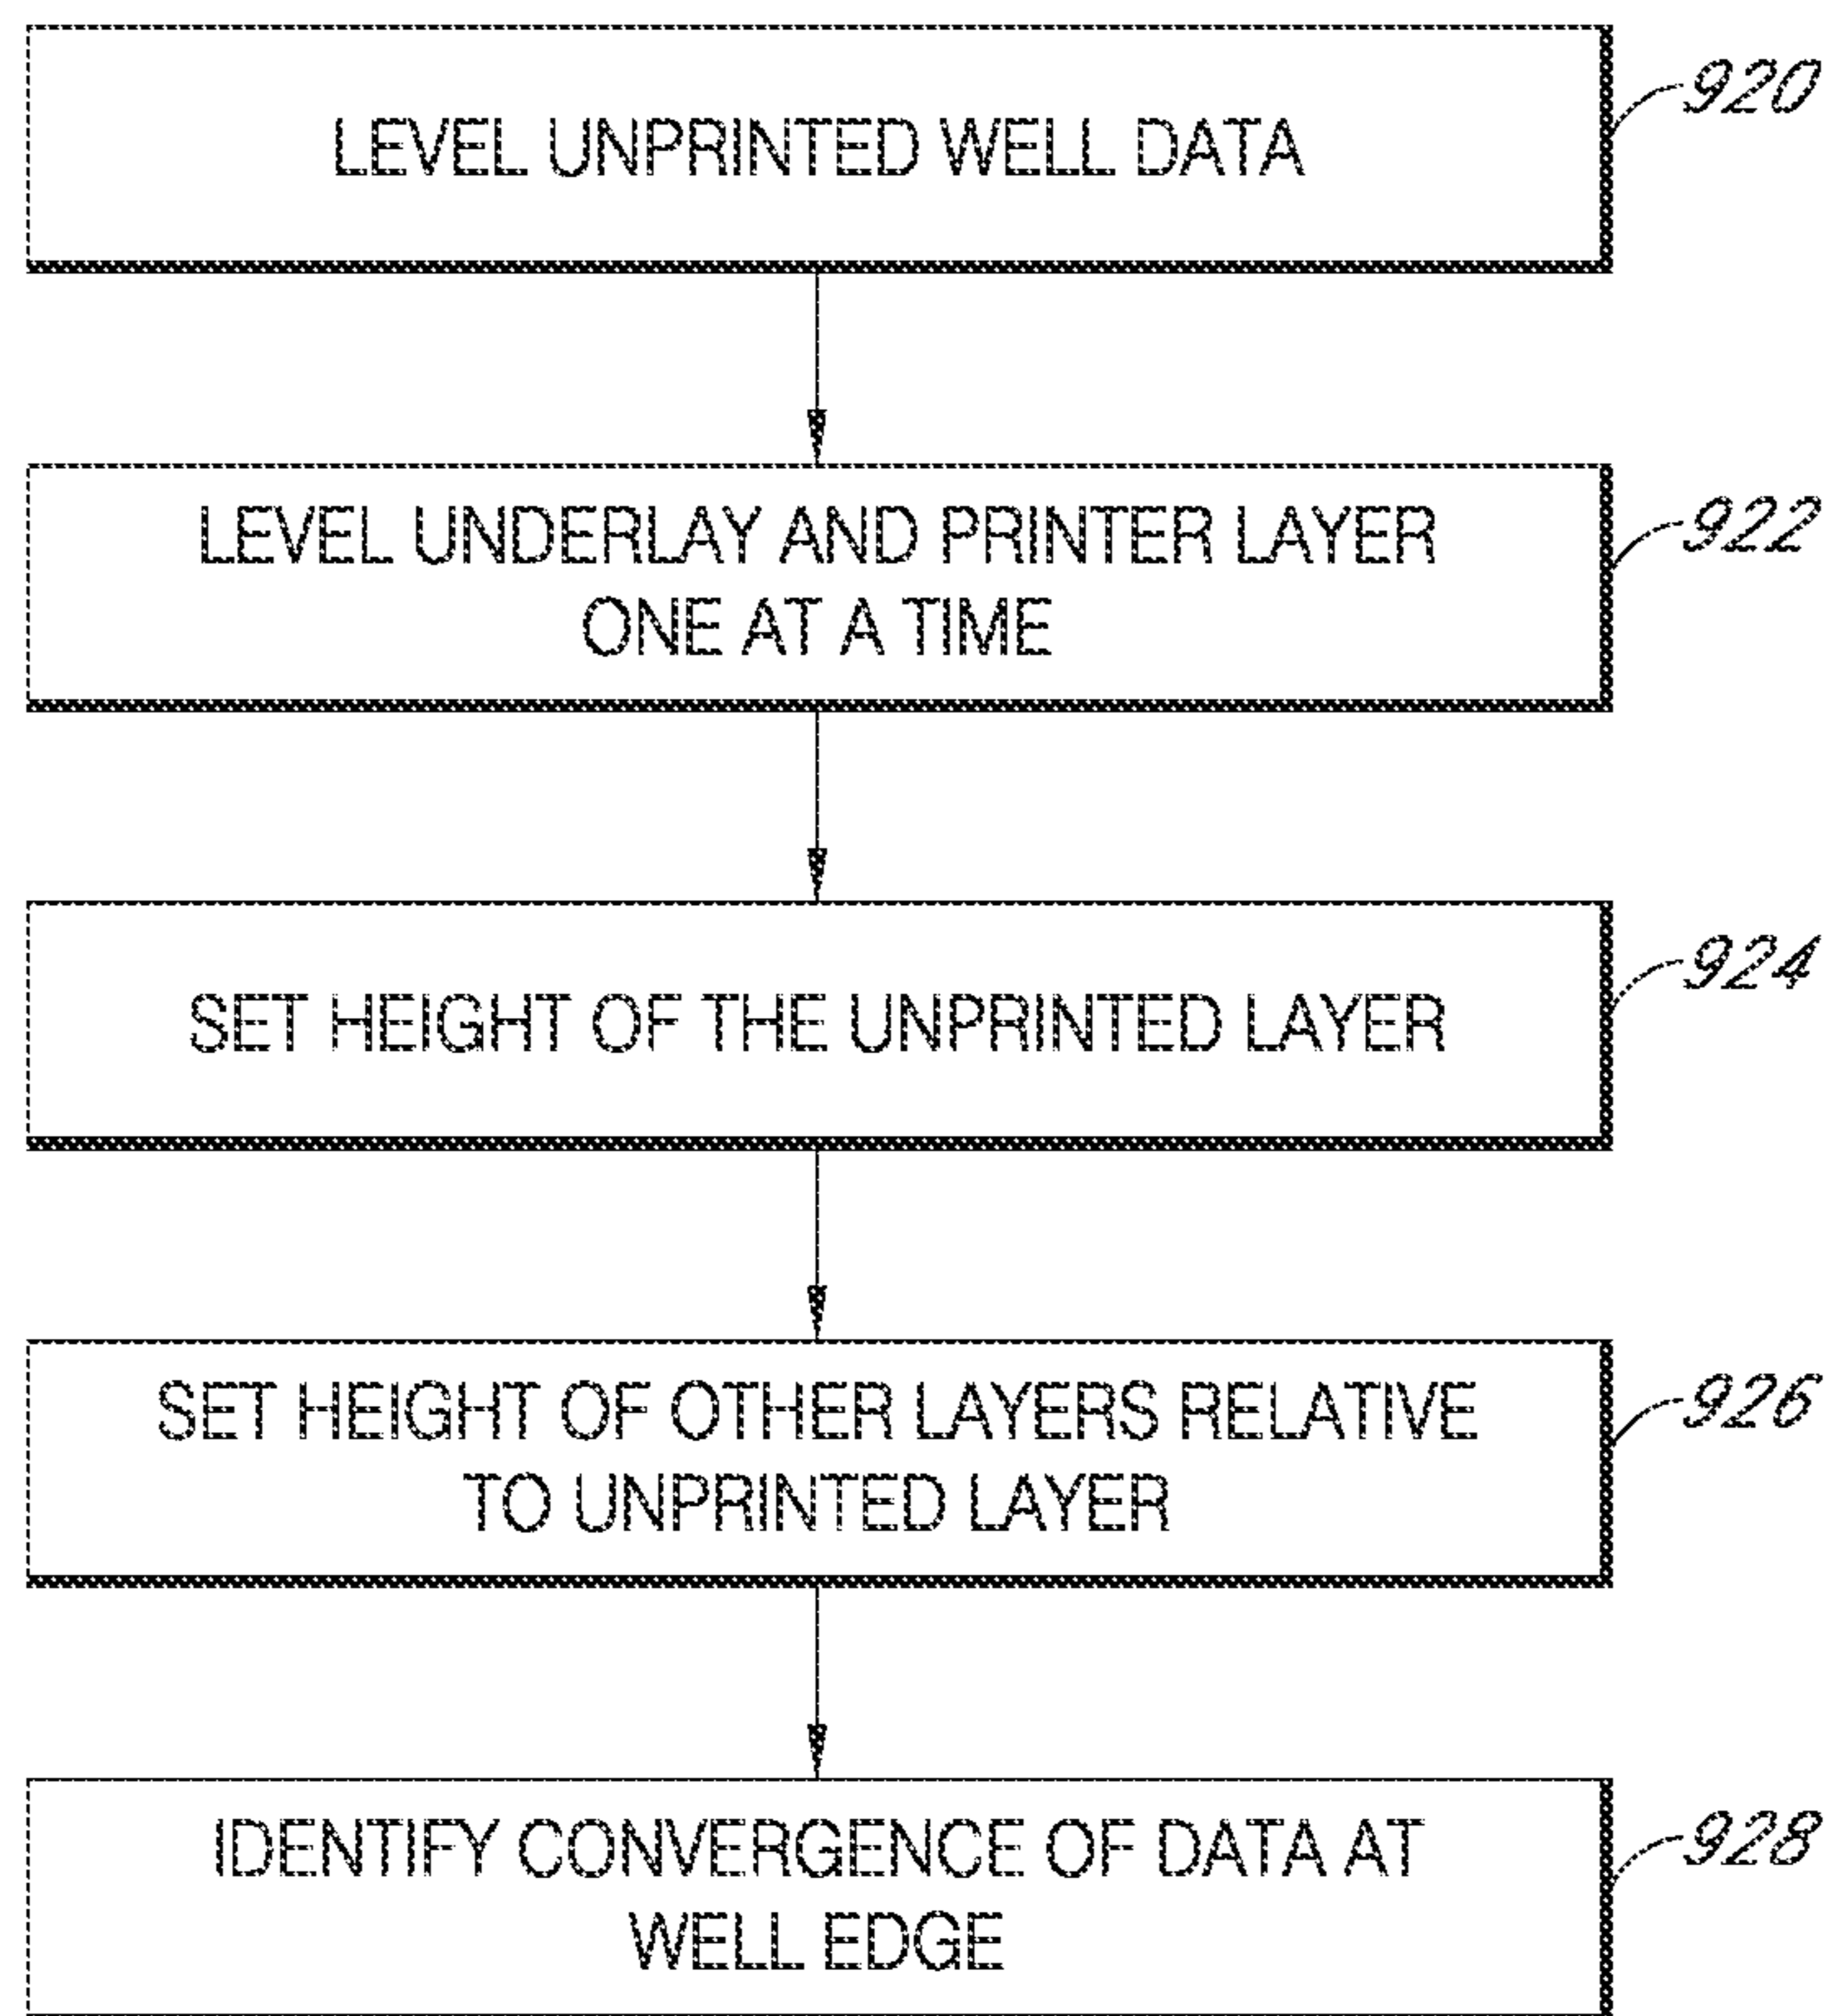 LEVEL UNPRINTED WELL DATA
920
LEVEL UNDERLAY AND PRINTER LAYER
ONE AT A TIME
922
SET HEIGHT OF THE UNPRINTED LAYER
924
SET HEIGHT OF OTHER LAYERS RELATIVE
TO UNPRINTED LAYER
926
IDENTIFY CONVERGENCE OF DATA AT
WELL EDGE
928